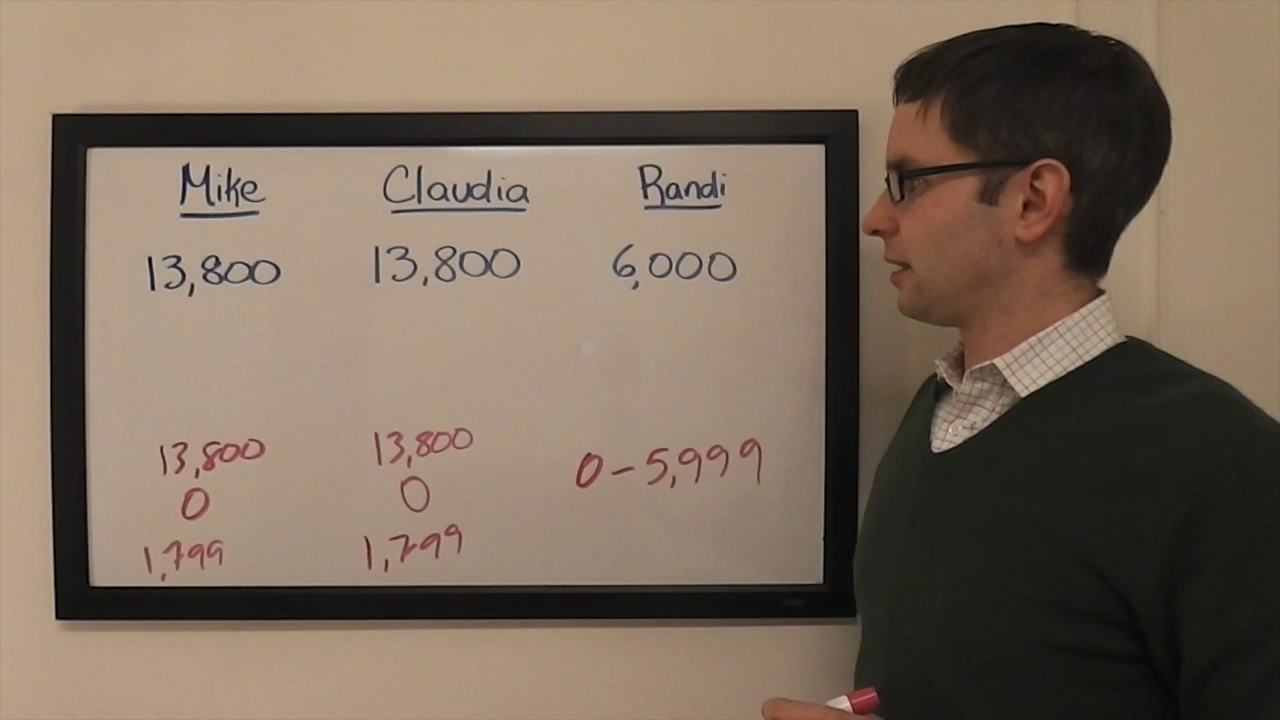 Mike Claudia Randi
13,800 13,800 6,000
13,800 13,800 0-5,999
0 0
1,799 1,799